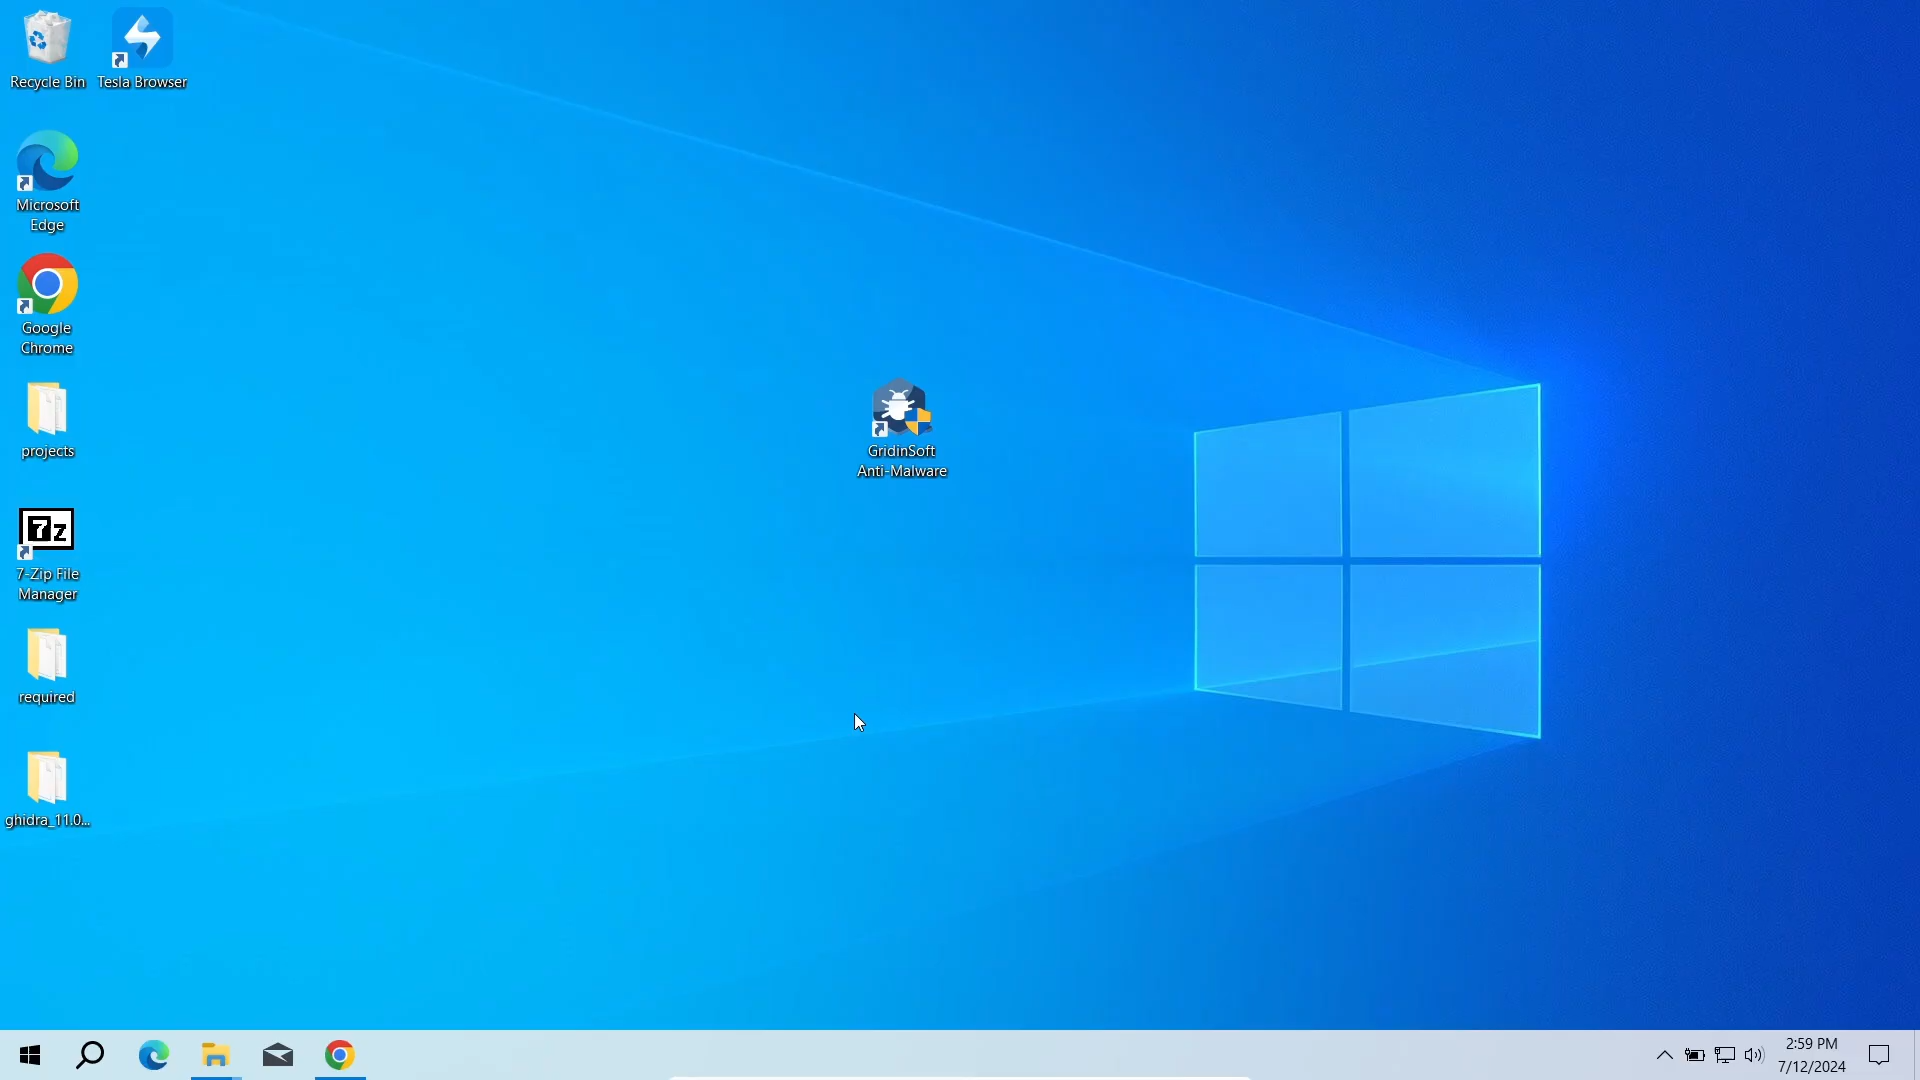 Recycle Bin
Tesla Browser
Microsoft
Edge
Google
Chrome
projects
7z
7-Zip File
Manager
required
ghidra_11.0...
GridinSoft
Anti-Malware
2:59 PM
7/12/2024